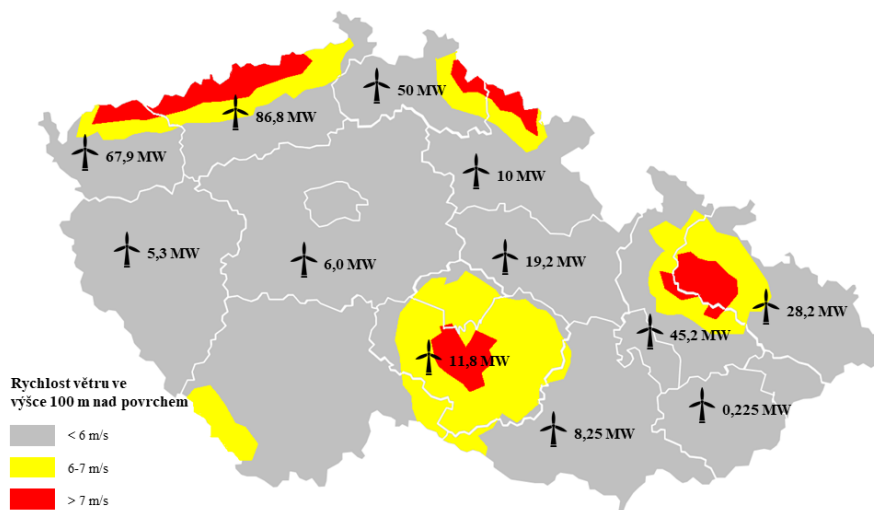 50 MW
86,8 MW
67,9 MW
10 MW
5,3 MW
6,0 MW
19,2 MW
28,2 MW
45,2 MW
11,8 MW
0,225 MW
8,25 MW
Rychlost větru ve
výšce 100 m nad povrchem
< 6 m/s
6-7 m/s
> 7 m/s